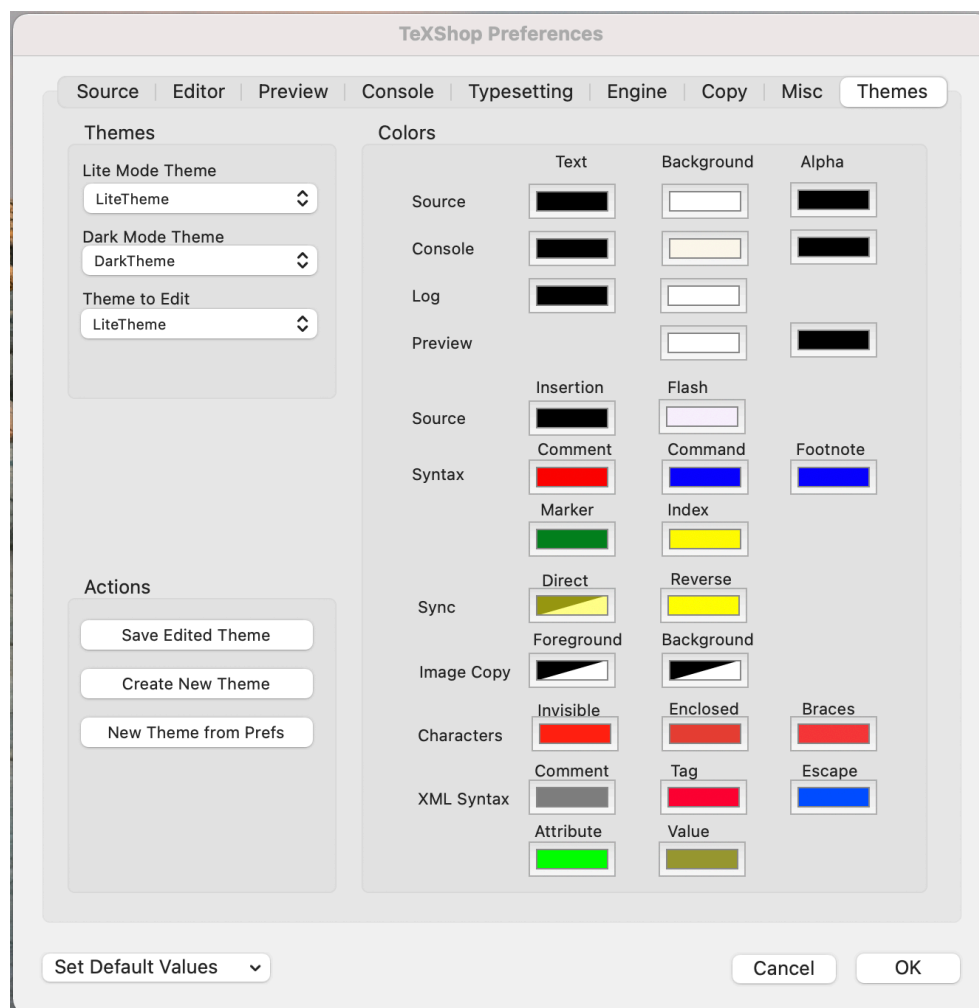 TeXShop Preferences
Source Editor Preview Console Typesetting Engine Copy Misc Themes
Themes
Lite Mode Theme
LiteTheme
Dark Mode Theme
DarkTheme
Theme to Edit
LiteTheme
Actions
Save Edited Theme
Create New Theme
New Theme from Prefs
Colors
Text Background Alpha
Source
Console
Log
Preview
Insertion Flash
Source
Comment Command Footnote
Syntax
Marker Index
Direct Reverse
Sync
Foreground Background
Image Copy
Invisible Enclosed Braces
Characters
Comment Tag Escape
XML Syntax
Attribute Value
Set Default Values
Cancel OK